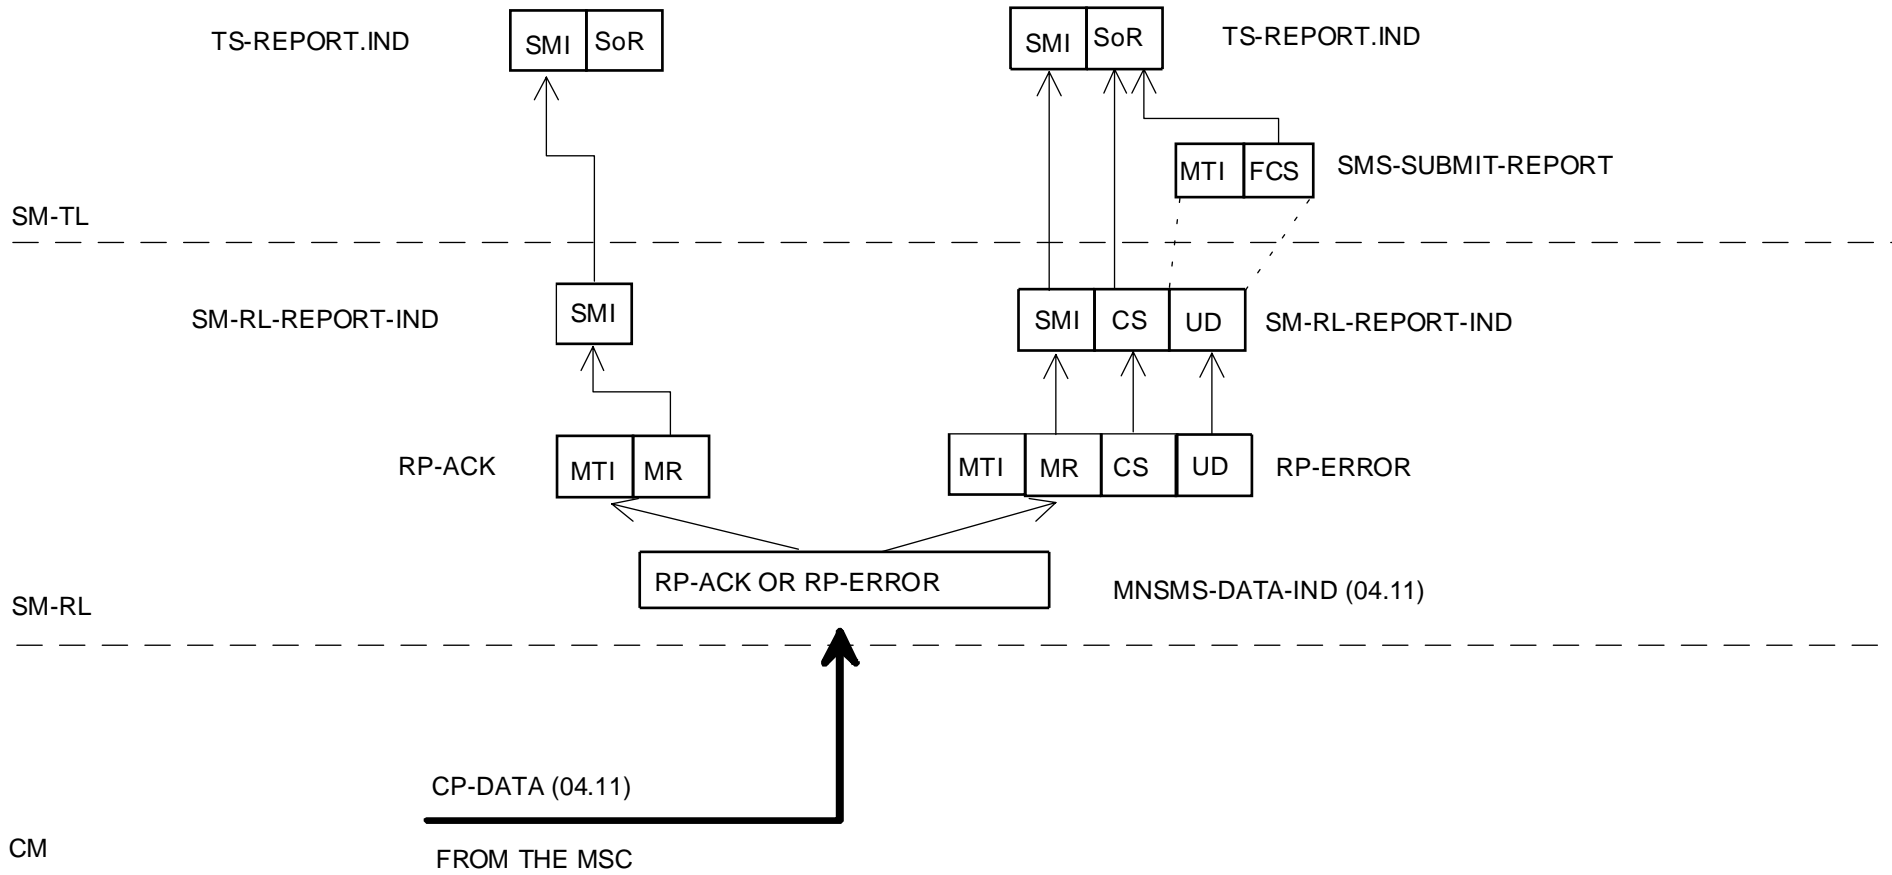 TS-REPORT.IND SMI SoR SMI SoR TS-REPORT.IND
MTI FCS SMS-SUBMIT-REPORT
SM-TL
SM-RL-REPORT-IND SMI SMI CS UD SM-RL-REPORT-IND
RP-ACK MTI MR MTI MR CS UD RP-ERROR
RP-ACK OR RP-ERROR MNSMS-DATA-IND (04.11)
SM-RL
CP-DATA (04.11)
CM
FROM THE MSC